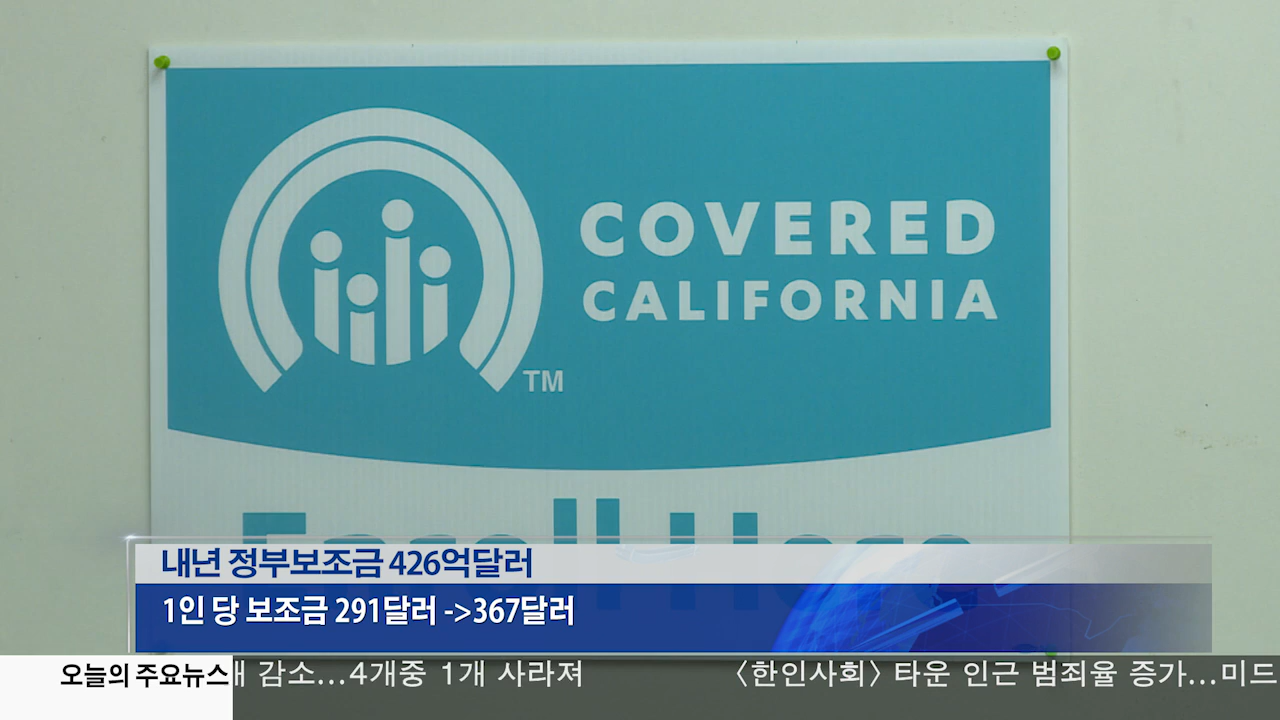 COVERED
CALIFORNIA
TM
Enroll Here
내년 정부보조금 426억달러
1인 당 보조금 291달러 ->367달러
오늘의 주요뉴스
감소...4개중 1개 사라져
〈한인사회〉 타운 인근 범죄율 증가...미드